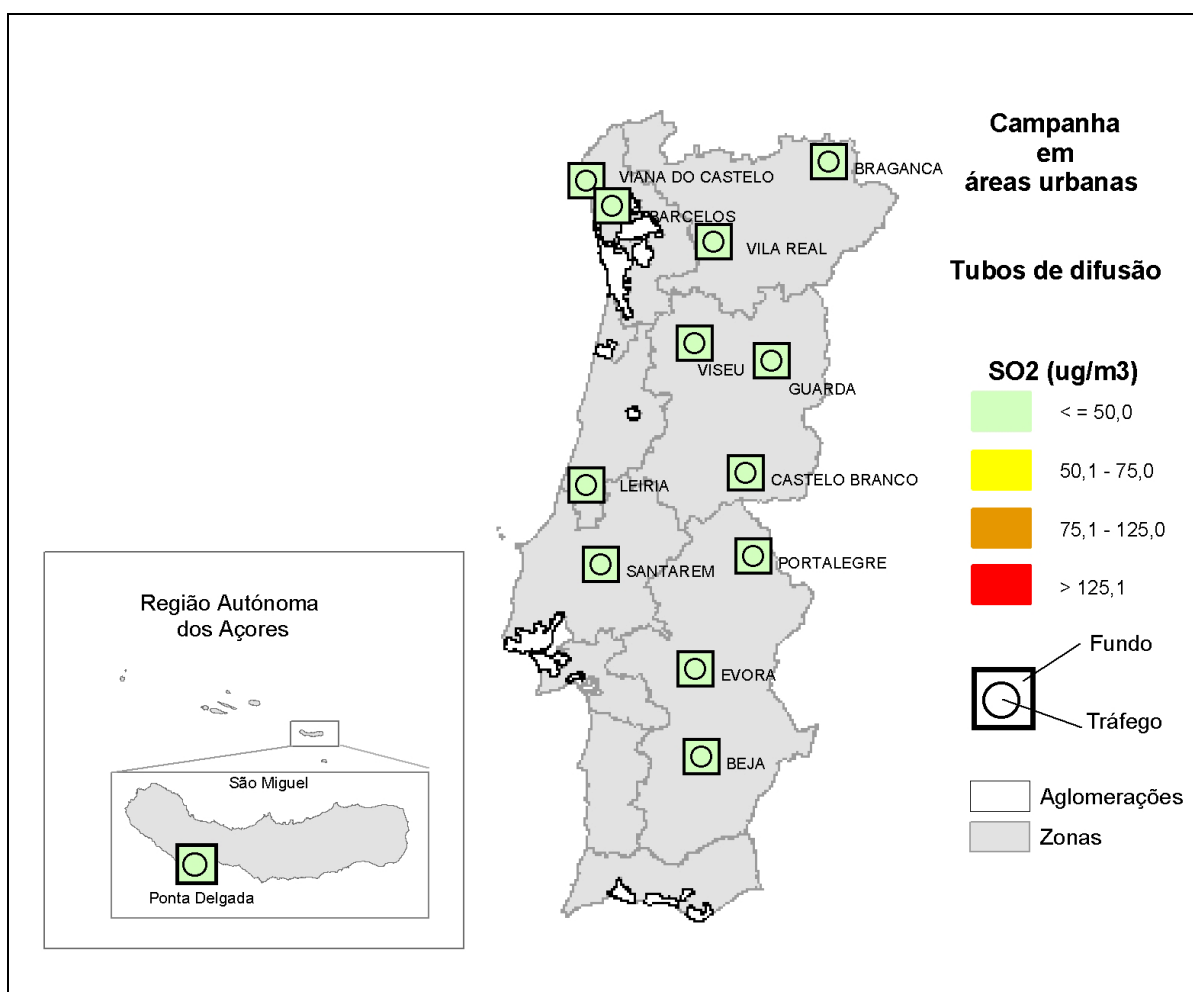 Campanha
em
áreas urbanas
Tubos de difusão
SO2 (ug/m3)
< = 50,0
50,1 - 75,0
75,1 - 125,0
> 125,1
Fundo
Tráfego
Aglomerações
Zonas
BRAGANCA
VIANA DO CASTELO
BARCELOS
VILA REAL
VISEU
GUARDA
CASTELO BRANCO
LEIRIA
PORTALEGRE
SANTAREM
EVORA
BEJA
Região Autónoma
dos Açores
São Miguel
Ponta Delgada